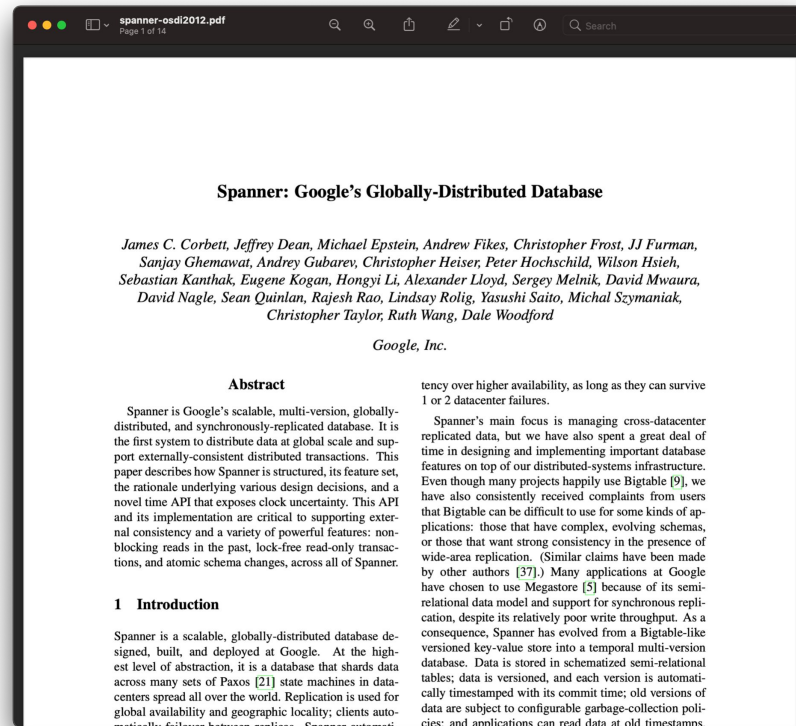 spanner-osdi2012.pdf
Page 1 of 14
Search
Spanner: Google's Globally-Distributed Database
James C. Corbett, Jeffrey Dean, Michael Epstein, Andrew Fikes, Christopher Frost, JJ Furman,
Sanjay Ghemawat, Andrey Gubarev, Christopher Heiser, Peter Hochschild, Wilson Hsieh,
Sebastian Kanthak, Eugene Kogan, Hongyi Li, Alexander Lloyd, Sergey Melnik, David Mwaura,
David Nagle, Sean Quinlan, Rajesh Rao, Lindsay Rolig, Yasushi Saito, Michal Szymaniak,
Christopher Taylor, Ruth Wang, Dale Woodford
Google, Inc.
Abstract
Spanner is Google's scalable, multi-version, globally-
distributed, and synchronously-replicated database. It is
the first system to distribute data at global scale and sup-
port externally-consistent distributed transactions. This
paper describes how Spanner is structured, its feature set,
the rationale underlying various design decisions, and a
novel time API that exposes clock uncertainty. This API
and its implementation are critical to supporting exter-
nal consistency and a variety of powerful features: non-
blocking reads in the past, lock-free read-only transac-
tions, and atomic schema changes, across all of Spanner.
1 Introduction
Spanner is a scalable, globally-distributed database de-
signed, built, and deployed at Google. At the high-
est level of abstraction, it is a database that shards data
across many sets of Paxos [21] state machines in data-
centers spread all over the world. Replication is used for
global availability and geographic locality; clients auto-
matically failover between replicas. Spanner automati-
tency over higher availability, as long as they can survive
1 or 2 datacenter failures.
Spanner's main focus is managing cross-datacenter
replicated data, but we have also spent a great deal of
time in designing and implementing important database
features on top of our distributed-systems infrastructure.
Even though many projects happily use Bigtable [9], we
have also consistently received complaints from users
that Bigtable can be difficult to use for some kinds of ap-
plications: those that have complex, evolving schemas,
or those that want strong consistency in the presence of
wide-area replication. (Similar claims have been made
by other authors [37].) Many applications at Google
have chosen to use Megastore [5] because of its semi-
relational data model and support for synchronous repli-
cation, despite its relatively poor write throughput. As a
consequence, Spanner has evolved from a Bigtable-like
versioned key-value store into a temporal multi-version
database. Data is stored in schematized semi-relational
tables; data is versioned, and each version is automati-
cally timestamped with its commit time; old versions of
data are subject to configurable garbage-collection poli-
cies; and applications can read data at old timestamps.